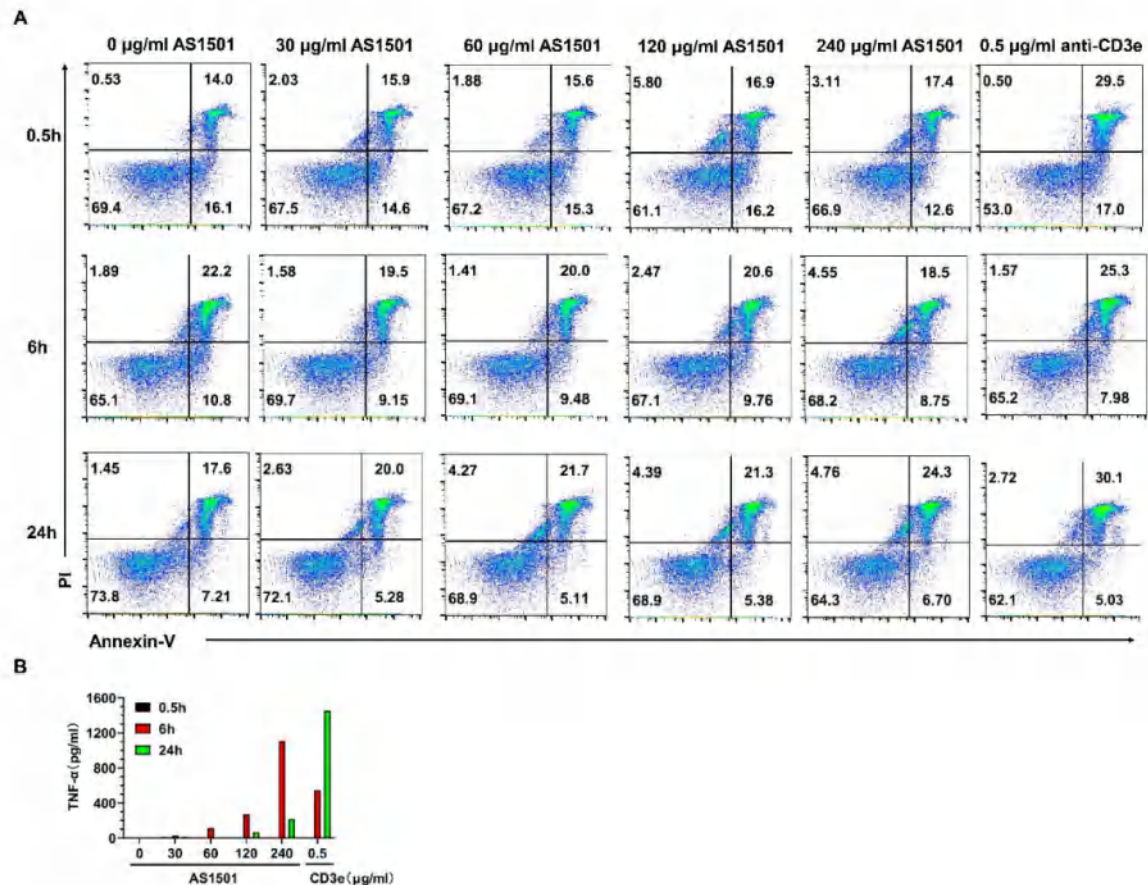 A
0 µg/ml AS1501 30 µg/ml AS1501 60 µg/ml AS1501 120 µg/ml AS1501 240 µg/ml AS1501 0.5 µg/ml anti-CD3e
0.53 14.0 2.03 15.9 1.88 15.6 5.80 16.9 3.11 17.4 0.50 29.5
0.5h
69.4 16.1 67.5 14.6 67.2 15.3 61.1 16.2 66.9 12.6 53.0 17.0
1.89 22.2 1.58 19.5 1.41 20.0 2.47 20.6 4.55 18.5 1.57 25.3
6h
65.1 10.8 69.7 9.15 69.1 9.48 67.1 9.76 68.2 8.75 65.2 7.98
1.45 17.6 2.63 20.0 4.27 21.7 4.39 21.3 4.76 24.3 2.72 30.1
24h
PI
73.8 7.21 72.1 5.28 68.9 5.11 68.9 5.38 64.3 6.70 62.1 5.03
Annexin-V
B
TNF-α(pg/ml)
1600
1200
800
400
0
0.5h
6h
24h
0 30 60 120 240 0.5
AS1501 CD3e(µg/ml)